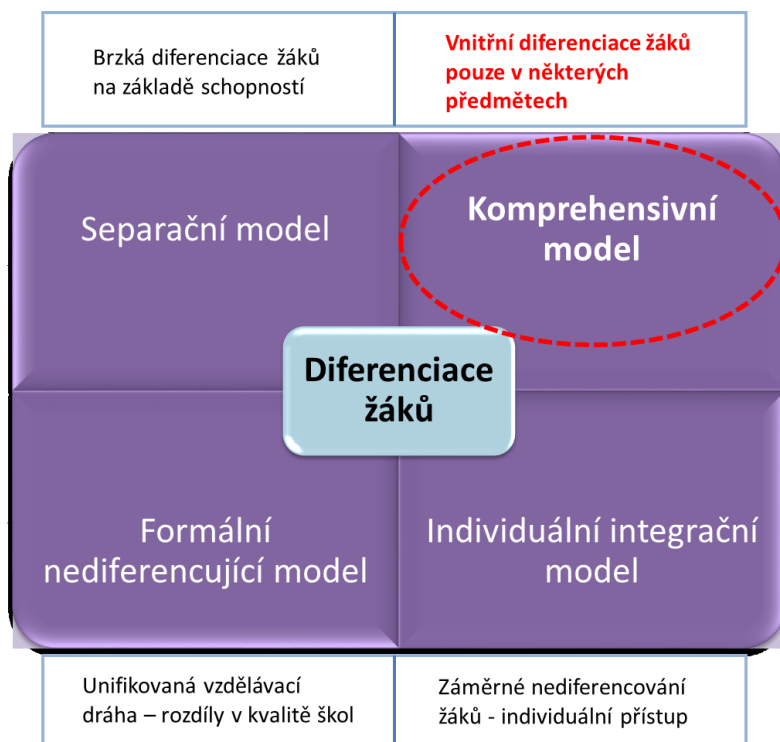 Brzká diferenciace žáků
na základě schopností
Vnitřní diferenciace žáků
pouze v některých
předmětech
Separační model
Komprehensivní
model
Diferenciace
žáků
Formální
nediferencující model
Individuální integrační
model
Unifikovaná vzdělávací
dráha – rozdíly v kvalitě škol
Záměrné nediferencování
žáků - individuální přístup